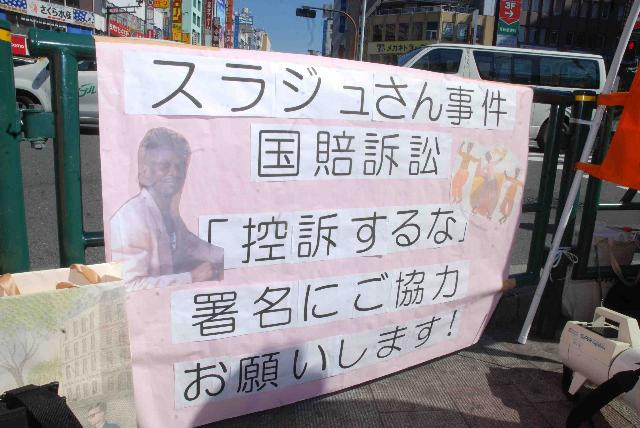 スラジュさん事件
国賠訴訟
「控訴するな」
署名にご協力
お願いします!
さくら水産
3F